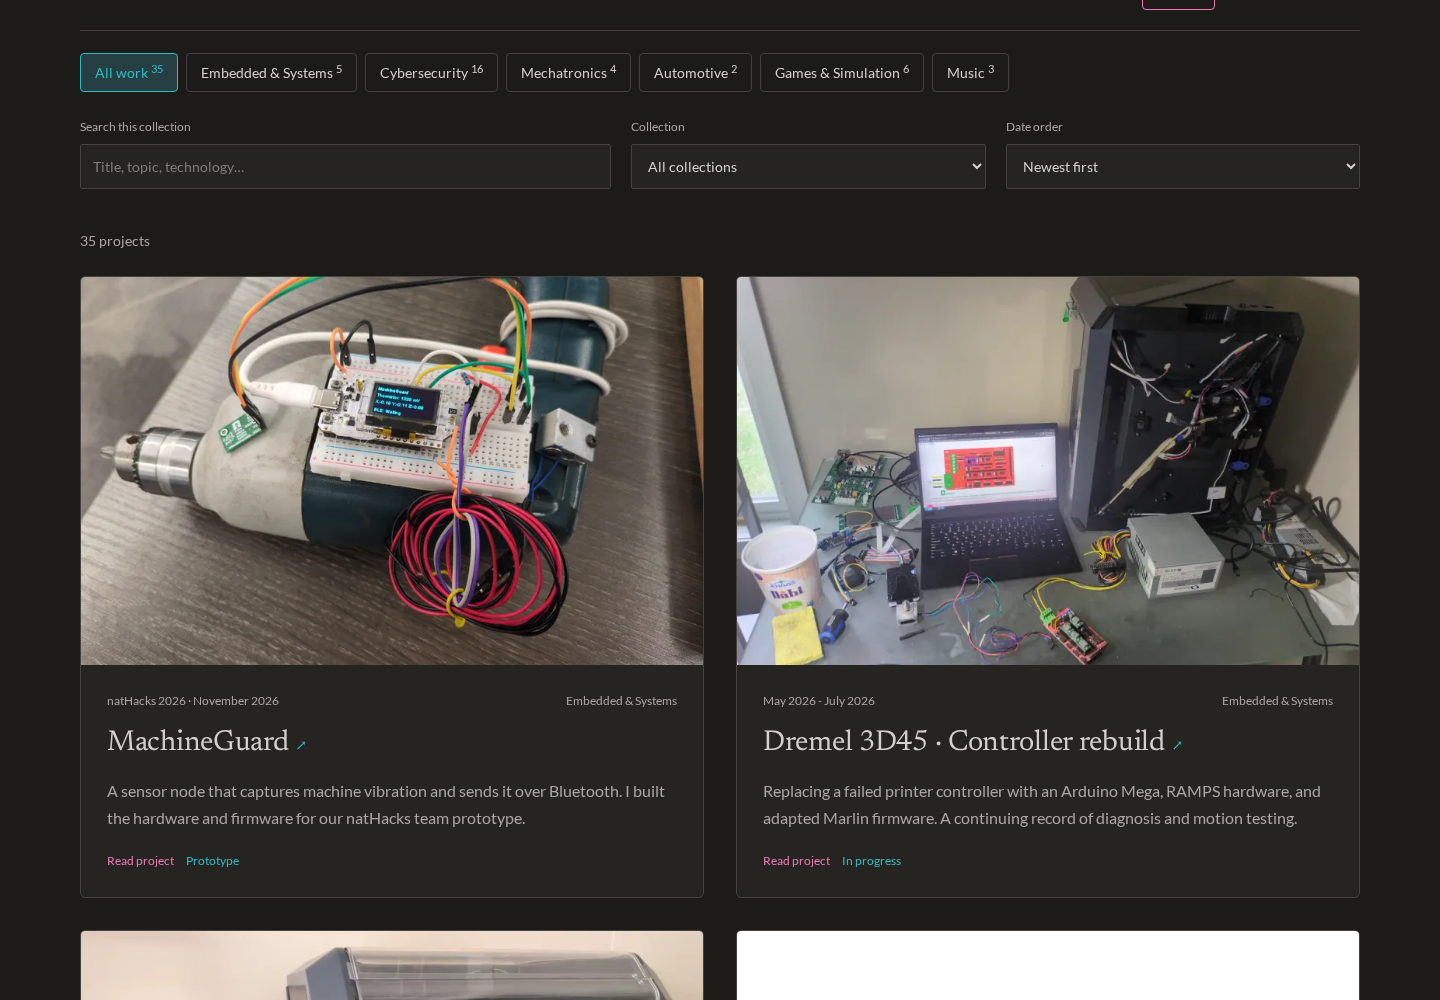 All work 35
Embedded & Systems 5
Cybersecurity 16
Mechatronics 4
Automotive 2
Games & Simulation 6
Music 3
Search this collection
Collection
Date order
Title, topic, technology...
All collections
Newest first
35 projects
natHacks 2026 · November 2026
Embedded & Systems
MachineGuard ↗
A sensor node that captures machine vibration and sends it over Bluetooth. I built
the hardware and firmware for our natHacks team prototype.
Read project
Prototype
May 2026 - July 2026
Embedded & Systems
Dremel 3D45 · Controller rebuild ↗
Replacing a failed printer controller with an Arduino Mega, RAMPS hardware, and
adapted Marlin firmware. A continuing record of diagnosis and motion testing.
Read project
In progress